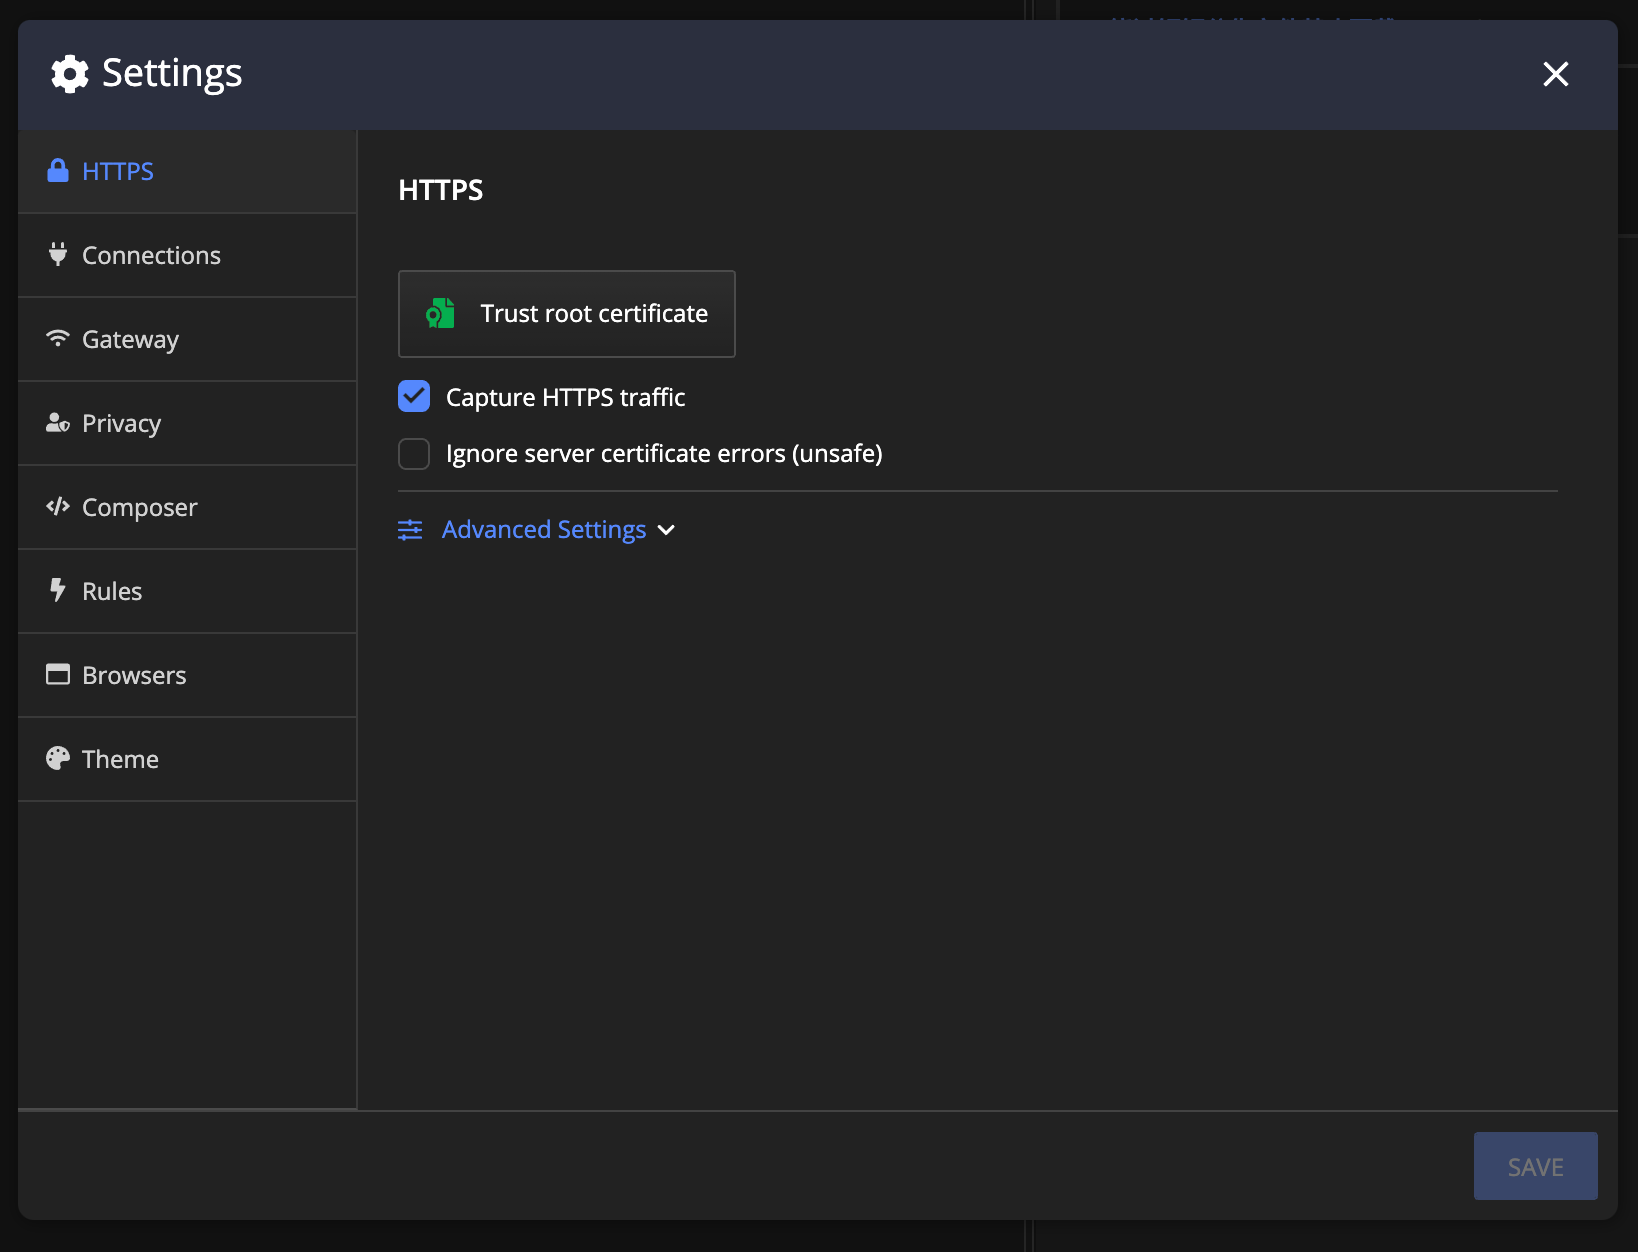 Settings
HTTPS
Connections
Gateway
Privacy
Composer
Rules
Browsers
Theme
HTTPS
Trust root certificate
Capture HTTPS traffic
Ignore server certificate errors (unsafe)
Advanced Settings
SAVE